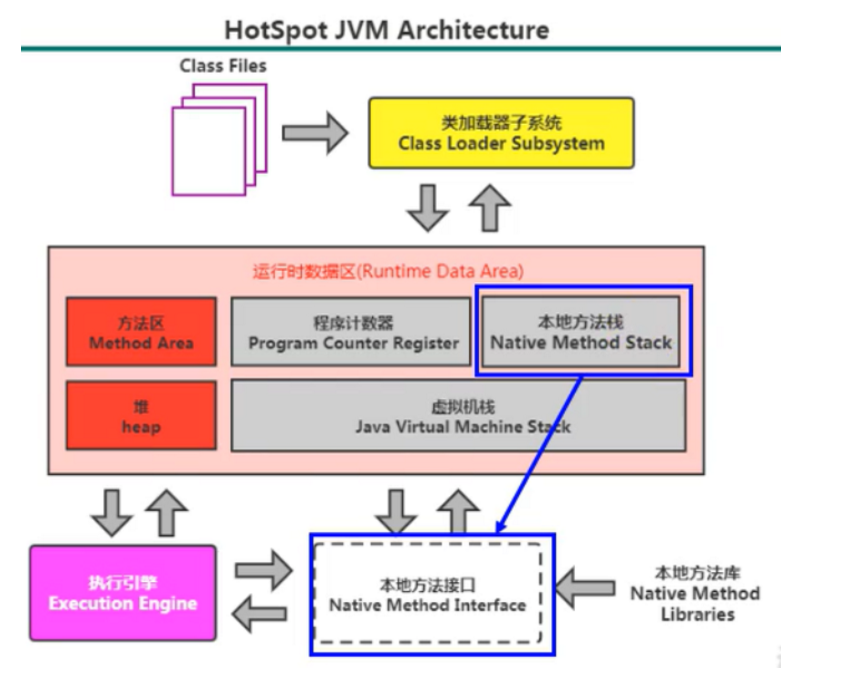 HotSpot JVM Architecture
Class Files
类加载器子系统
Class Loader Subsystem
运行时数据区(Runtime Data Area)
方法区
Method Area
程序计数器
Program Counter Register
本地方法栈
Native Method Stack
堆
heap
虚拟机栈
Java Virtual Machine Stack
执行引擎
Execution Engine
本地方法接口
Native Method Interface
本地方法库
Native Method
Libraries